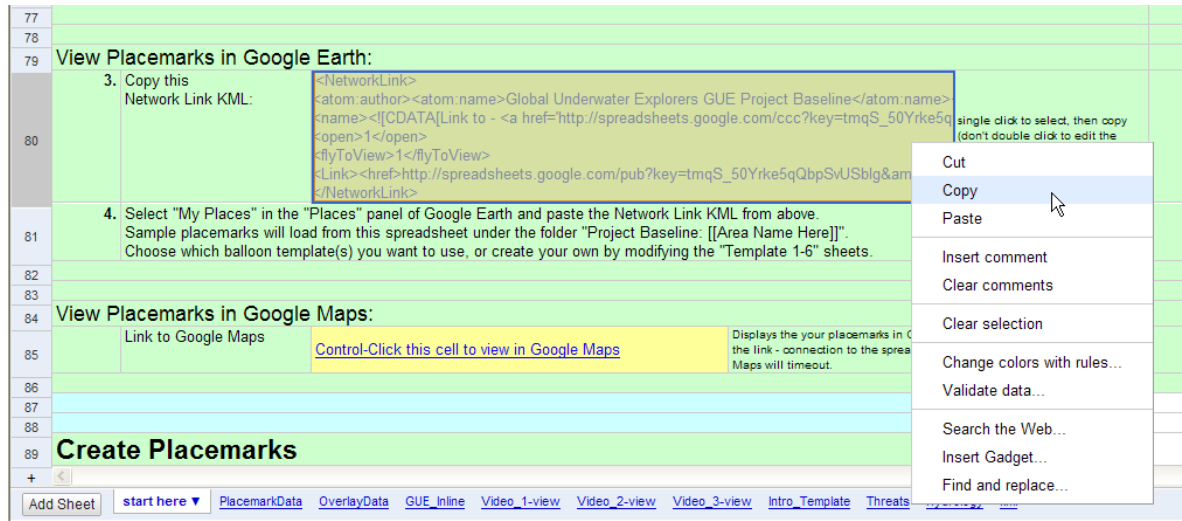 77
78
79 View Placemarks in Google Earth:
80
3. Copy this
Network Link KML:
<NetworkLink>
<atom:author><atom:name>Global Underwater Explorers GUE Project Baseline</atom:name>
<name><![CDATA[Link to - <a href='http://spreadsheets.google.com/ccc?key=tmqS_50Yrke5q
<open>1</open>
<flyToView>1</flyToView>
<Link><href>http://spreadsheets.google.com/pub?key=tmqS_50Yrke5qQbpSvUSblg&am
</NetworkLink>
single click to select, then copy
(don't double click to edit the
81
4. Select "My Places" in the "Places" panel of Google Earth and paste the Network Link KML from above.
Sample placemarks will load from this spreadsheet under the folder "Project Baseline: [[Area Name Here]]".
Choose which balloon template(s) you want to use, or create your own by modifying the "Template 1-6" sheets.
82
83
84 View Placemarks in Google Maps:
85
Link to Google Maps
Control-Click this cell to view in Google Maps
Displays the your placemarks in
the link - connection to the
Maps will timeout.
86
87
88
89 Create Placemarks
+
Cut
Copy
Paste
Insert comment
Clear comments
Clear selection
Change colors with rules...
Validate data...
Search the Web...
Insert Gadget...
Find and replace...
Add Sheet start here ▼ PlacemarkData OverlayData GUE_Inline Video_1-view Video_2-view Video_3-view Intro_Template Threats